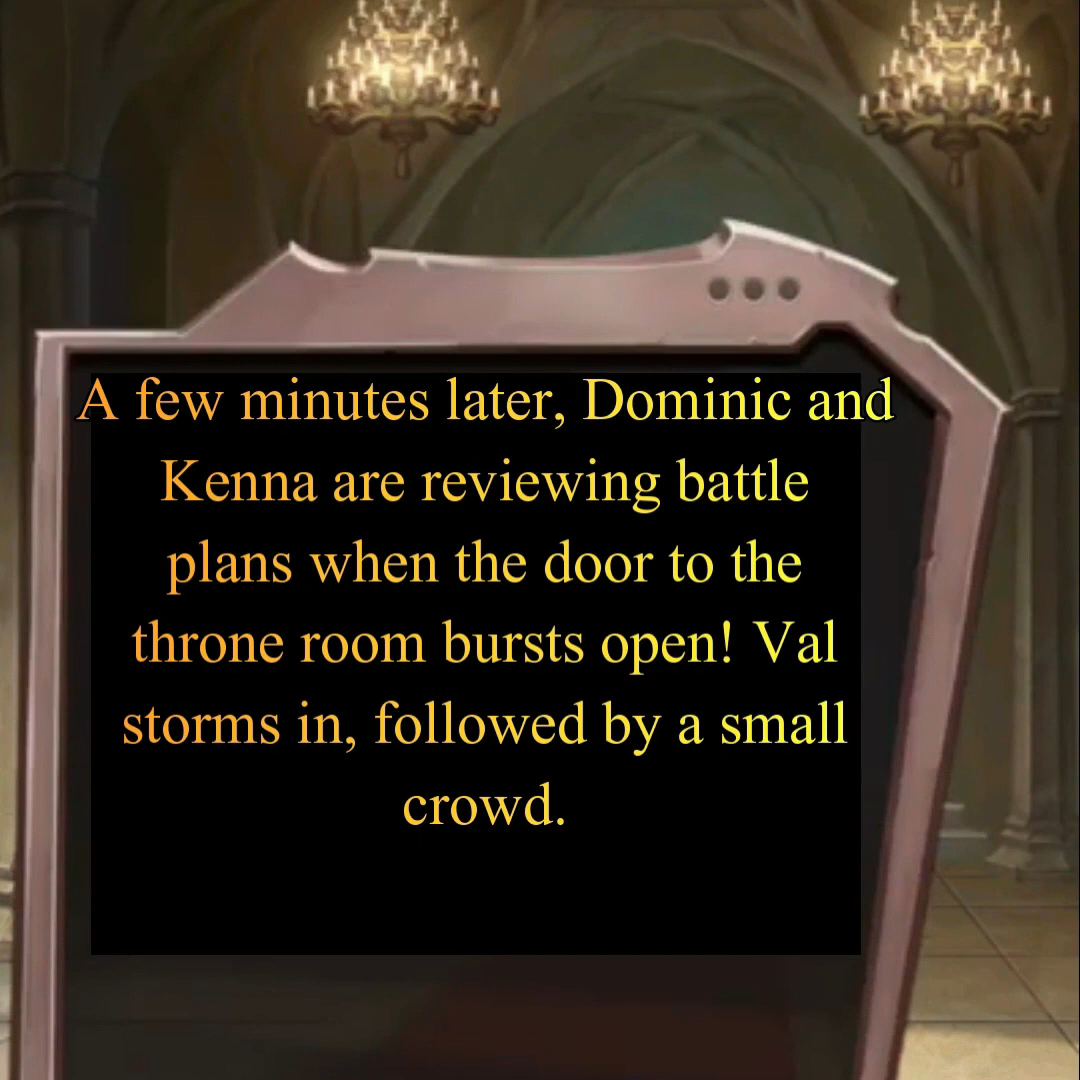 A few minutes later, Dominic and
Kenna are reviewing battle
plans when the door to the
throne room bursts open! Val
storms in, followed by a small
crowd.